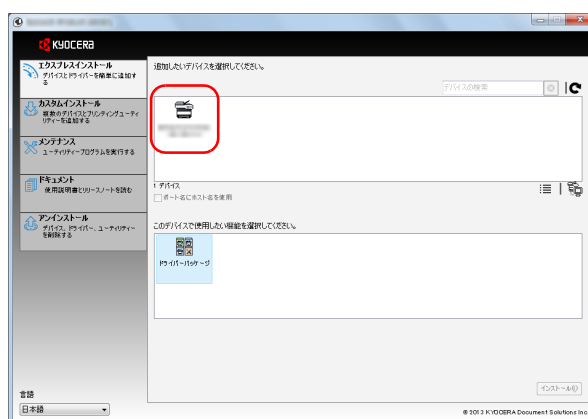 KYOCERA
エクスプレスインストール
デバイスとドライバーを簡単に追加す
る
カスタムインストール
複数のデバイスとプリンティングユーティ
リティーを追加する
メンテナンス
ユーティリティープログラムを実行する
ドキュメント
使用説明書とリリースノートを読む
アンインストール
デバイス、ドライバー、ユーティリティー
を削除する
言語
日本語
追加したいデバイスを選択してください。
デバイスの検索
1 デバイス
ポート名にホスト名を使用
このデバイスで使用したい機能を選択してください。
ドライバーパッケージ
インストール(I)
© 2013 KYOCERA Document Solutions Inc.